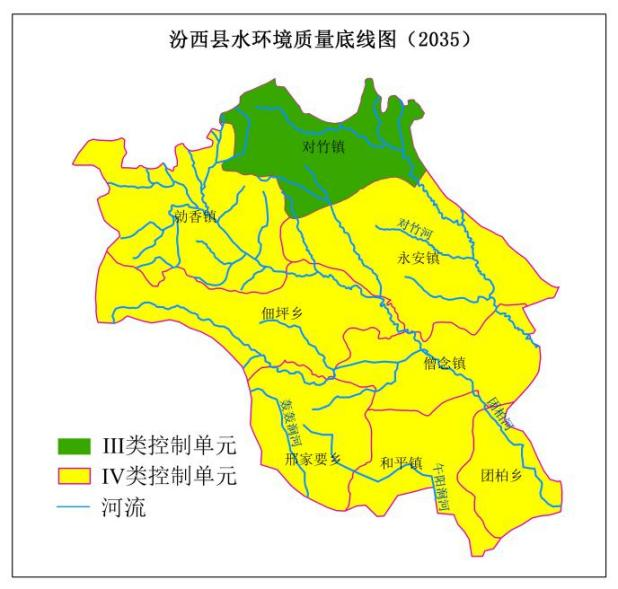 汾西县水环境质量底线图（2035）
对竹镇
勍香镇
对竹河
永安镇
佃坪乡
僧念镇
团柏河
轰轰涧河
邢家要乡
和平镇
午阳涧河
团柏乡
III类控制单元
IV类控制单元
河流